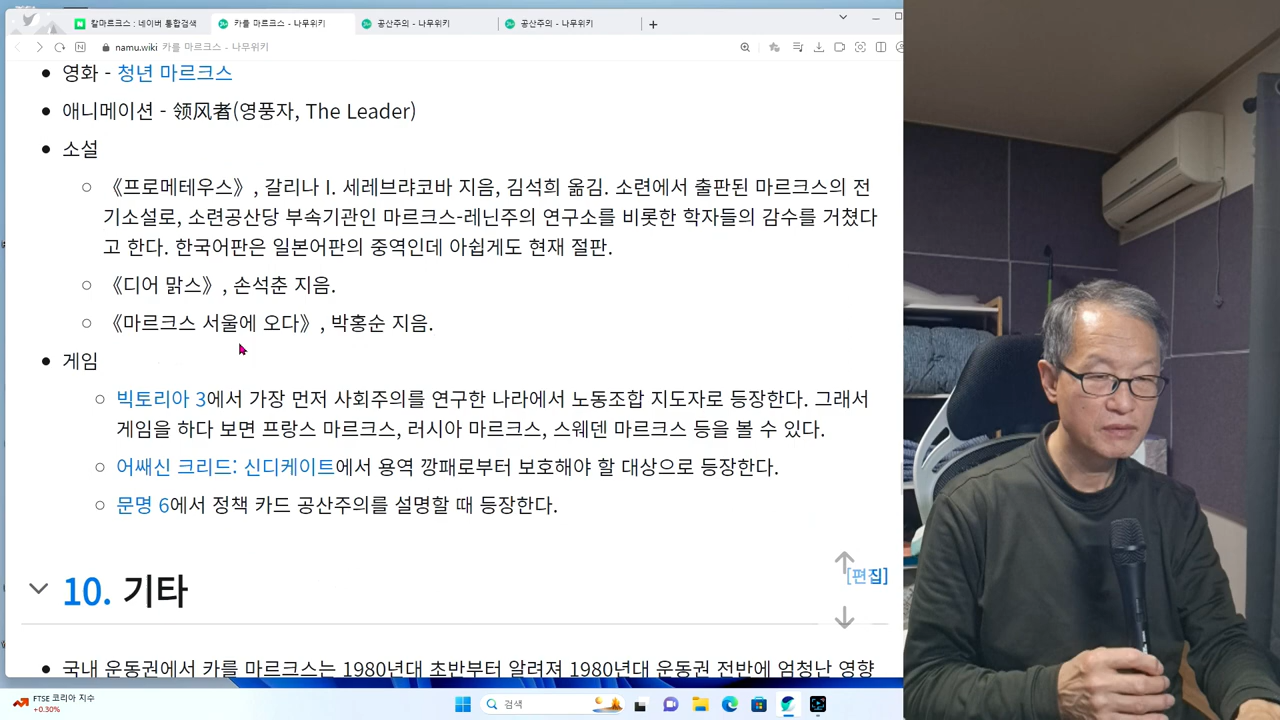 칼마르크스 : 네이버 통합검색
카를 마르크스 - 나무위키
공산주의 - 나무위키
공산주의 - 나무위키
namu.wiki 카를 마르크스 - 나무위키
영화 - 청년 마르크스
애니메이션 - 领风者(영풍자, The Leader)
소설
《프로메테우스》, 갈리나 I. 세레브랴코바 지음, 김석희 옮김. 소련에서 출판된 마르크스의 전
기소설로, 소련공산당 부속기관인 마르크스-레닌주의 연구소를 비롯한 학자들의 감수를 거쳤다
고 한다. 한국어판은 일본어판의 중역인데 아쉽게도 현재 절판.
《디어 맑스》, 손석춘 지음.
《마르크스 서울에 오다》, 박홍순 지음.
게임
빅토리아 3에서 가장 먼저 사회주의를 연구한 나라에서 노동조합 지도자로 등장한다. 그래서
게임을 하다 보면 프랑스 마르크스, 러시아 마르크스, 스웨덴 마르크스 등을 볼 수 있다.
어쌔신 크리드: 신디케이트에서 용역 깡패로부터 보호해야 할 대상으로 등장한다.
문명 6에서 정책 카드 공산주의를 설명할 때 등장한다.
10. 기타
[편집]
국내 운동권에서 카를 마르크스는 1980년대 초반부터 알려져 1980년대 운동권 전반에 엄청난 영향
FTSE 코리아 지수
+0.30%
검색